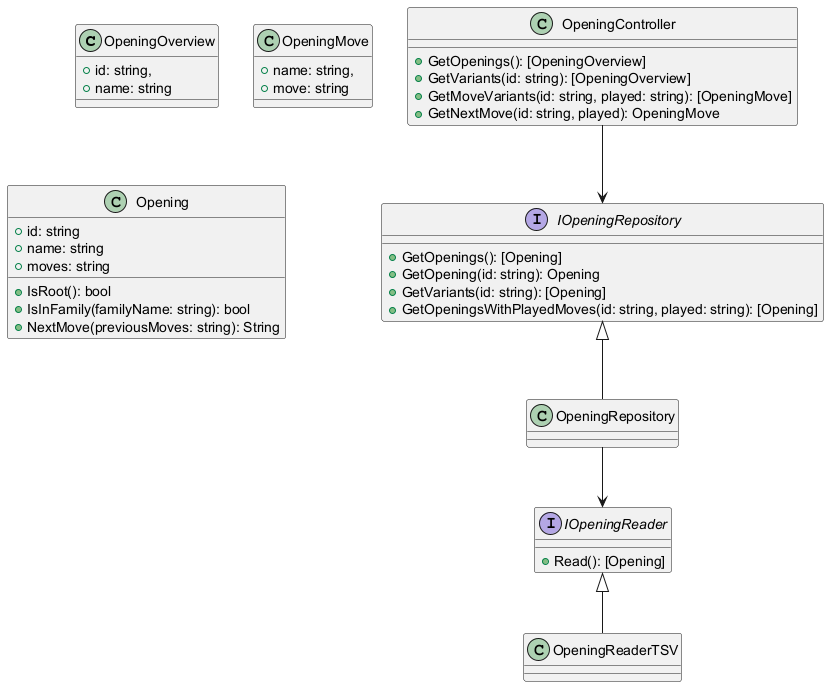 C OpeningOverview
id: string,
name: string
C OpeningMove
name: string,
move: string
C OpeningController
GetOpenings(): [OpeningOverview]
GetVariants(id: string): [OpeningOverview]
GetMoveVariants(id: string, played: string): [OpeningMove]
GetNextMove(id: string, played): OpeningMove
C Opening
id: string
name: string
moves: string
IsRoot(): bool
IsInFamily(familyName: string): bool
NextMove(previousMoves: string): String
I IOpeningRepository
GetOpenings(): [Opening]
GetOpening(id: string): Opening
GetVariants(id: string): [Opening]
GetOpeningsWithPlayedMoves(id: string, played: string): [Opening]
C OpeningRepository
I IOpeningReader
Read(): [Opening]
C OpeningReaderTSV